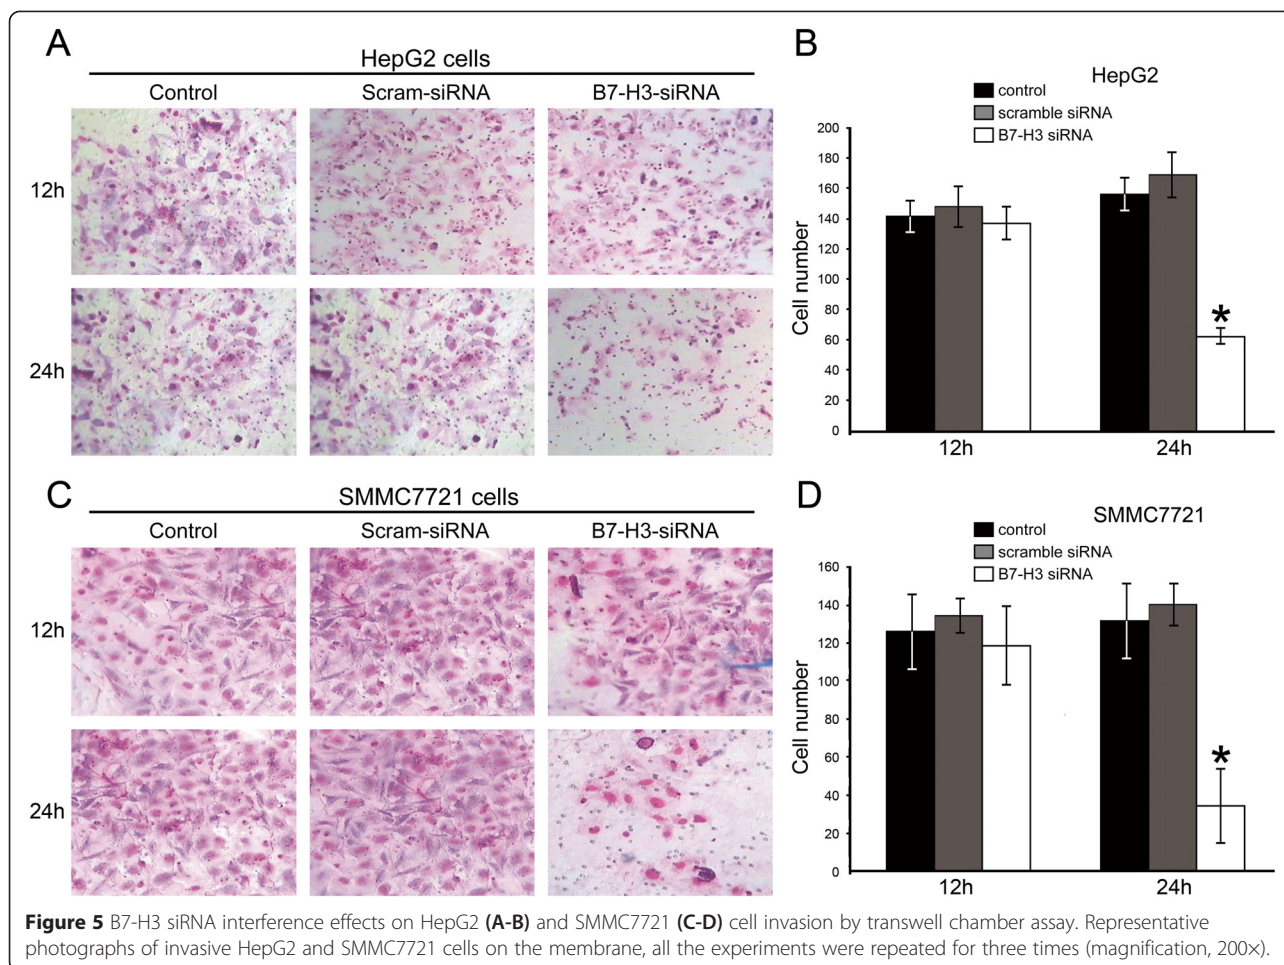 A
HepG2 cells
Control
Scram-siRNA
B7-H3-siRNA
12h
24h
B
HepG2
control
scramble siRNA
B7-H3 siRNA
Cell number
200
180
160
140
120
100
80
60
40
20
0
*
12h
24h
C
SMMC7721 cells
Control
Scram-siRNA
B7-H3-siRNA
12h
24h
D
SMMC7721
control
scramble siRNA
B7-H3 siRNA
Cell number
160
140
120
100
80
60
40
20
0
*
12h
24h
Figure 5 B7-H3 siRNA interference effects on HepG2 (A-B) and SMMC7721 (C-D) cell invasion by transwell chamber assay. Representative
photographs of invasive HepG2 and SMMC7721 cells on the membrane, all the experiments were repeated for three times (magnification, 200×).